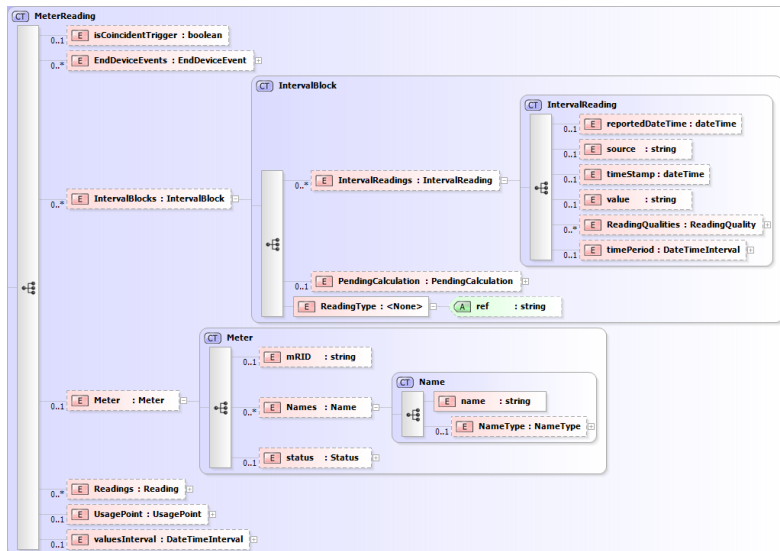 CT MeterReading
E isCoincidentTrigger : boolean
0..1
E EndDeviceEvents : EndDeviceEvent
0..*
CT IntervalBlock
CT IntervalReading
E reportedDateTime : dateTime
0..1
E source : string
0..1
E IntervalReadings : IntervalReading
0..*
E timeStamp : dateTime
0..1
E IntervalBlocks : IntervalBlock
0..*
E value : string
0..1
E ReadingQualities : ReadingQuality
0..*
E timePeriod : DateTimeInterval
0..1
E PendingCalculation : PendingCalculation
0..1
E ReadingType : <None>
A ref : string
CT Meter
E mRID : string
0..1
CT Name
E Meter : Meter
0..1
E Names : Name
0..*
E name : string
E NameType : NameType
0..1
E status : Status
0..1
E Readings : Reading
0..*
E UsagePoint : UsagePoint
0..1
E valuesInterval : DateTimeInterval
0..1